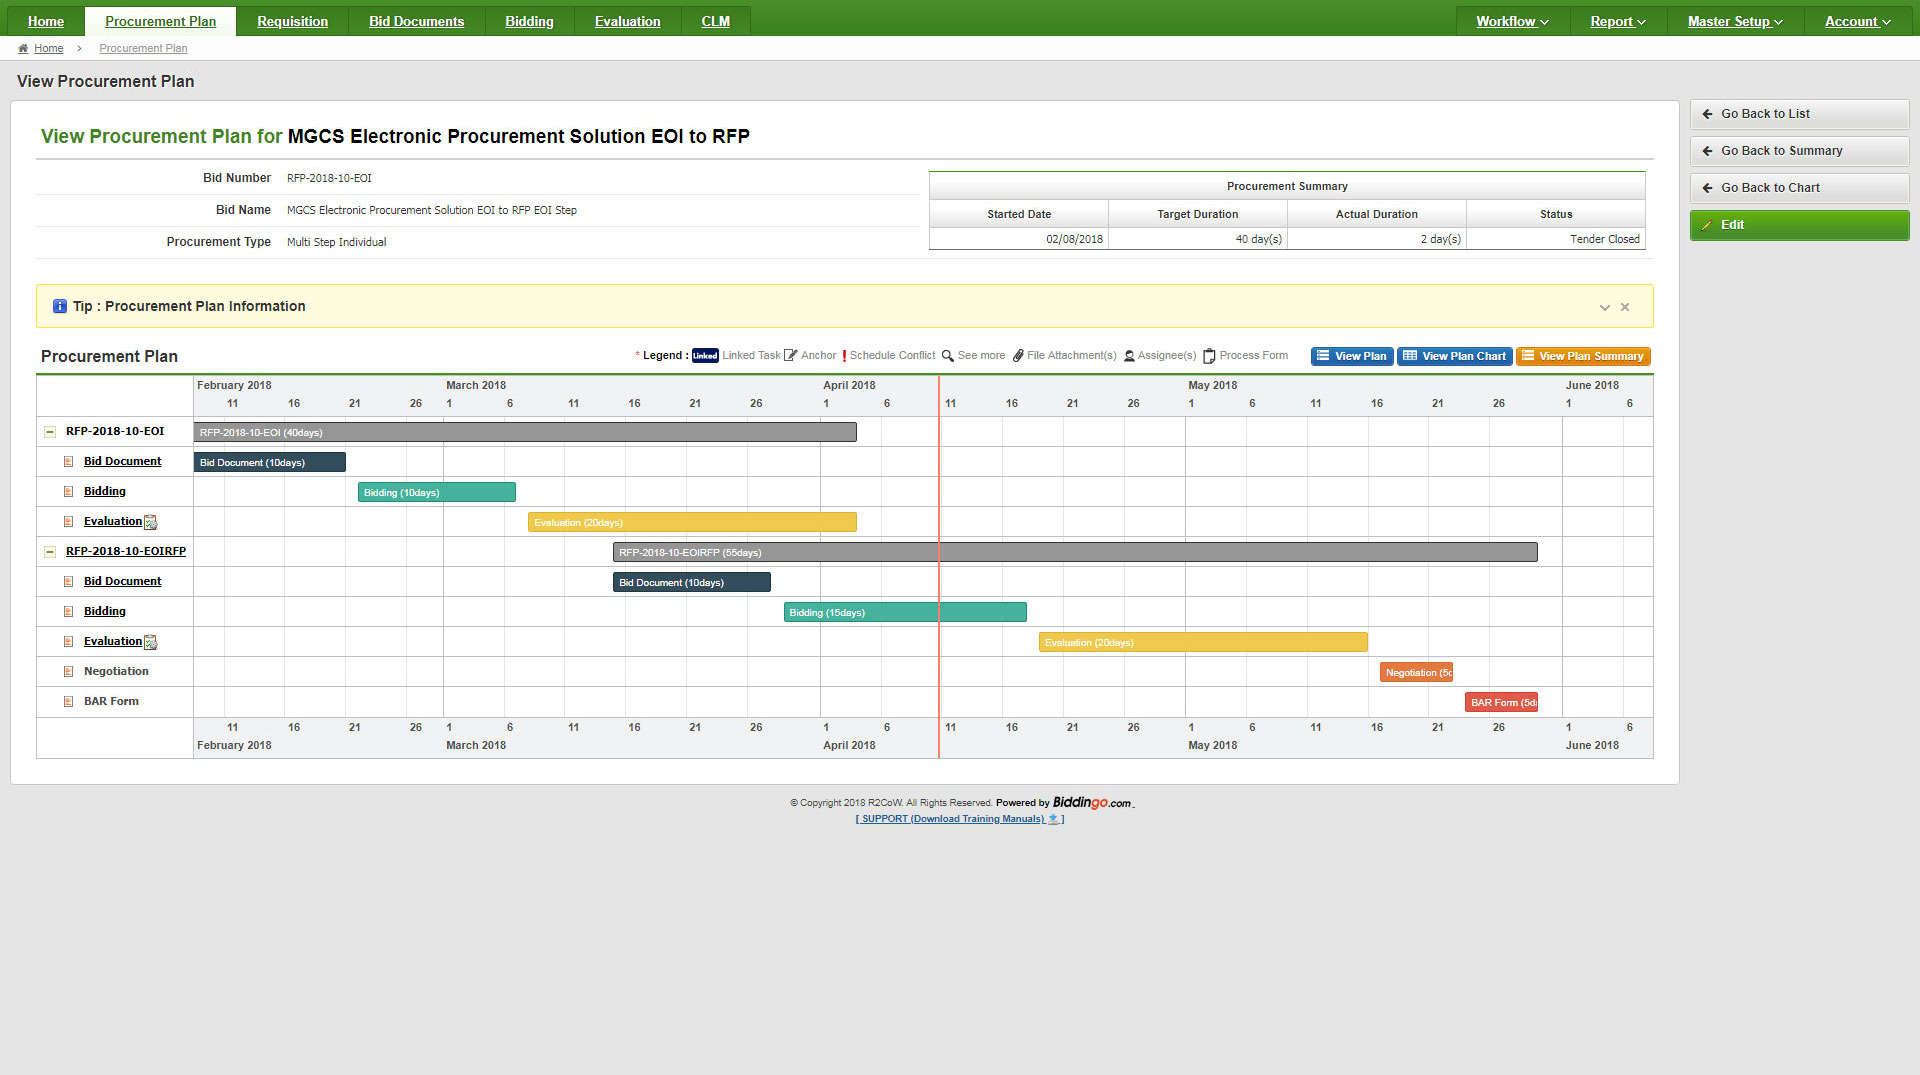 Home Procurement Plan Requisition Bid Documents Bidding Evaluation CLM Workflow Report Master Setup Account
Home > Procurement Plan
View Procurement Plan
View Procurement Plan for MGCS Electronic Procurement Solution EOI to RFP
Bid Number RFP-2018-10-EOI
Bid Name MGCS Electronic Procurement Solution EOI to RFP EOI Step
Procurement Type Multi Step Individual
Procurement Summary
Started Date Target Duration Actual Duration Status
02/08/2018 40 day(s) 2 day(s) Tender Closed
Go Back to List
Go Back to Summary
Go Back to Chart
Edit
i Tip : Procurement Plan Information
Procurement Plan
* Legend : Linked Linked Task Anchor ! Schedule Conflict See more File Attachment(s) Assignee(s) Process Form View Plan View Plan Chart View Plan Summary
February 2018 March 2018 April 2018 May 2018 June 2018
11 16 21 26 1 6 11 16 21 26 1 6 11 16 21 26 1 6 11 16 21 26 1 6
RFP-2018-10-EOI RFP-2018-10-EOI (40days)
Bid Document Bid Document (10days)
Bidding Bidding (10days)
Evaluation Evaluation (20days)
RFP-2018-10-EOIRFP RFP-2018-10-EOIRFP (55days)
Bid Document Bid Document (10days)
Bidding Bidding (15days)
Evaluation Evaluation (20days)
Negotiation Negotiation (5d
BAR Form BAR Form (5da
11 16 21 26 1 6 11 16 21 26 1 6 11 16 21 26 1 6 11 16 21 26 1 6
February 2018 March 2018 April 2018 May 2018 June 2018
© Copyright 2018 R2CoW. All Rights Reserved. Powered by Biddingo.com
[ SUPPORT (Download Training Manuals) ]